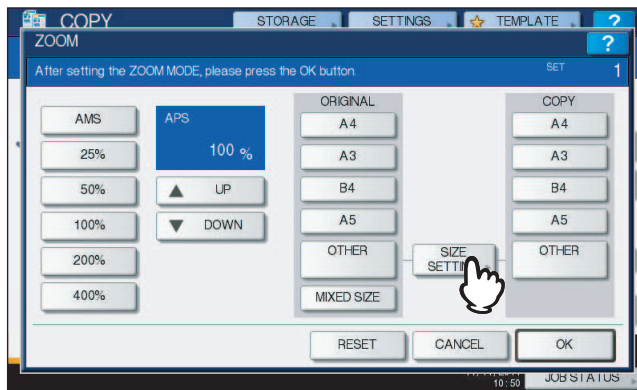 COPY
STORAGE
SETTINGS
TEMPLATE
?
ZOOM
?
After setting the ZOOM MODE, please press the OK button.
SET 1
AMS
25%
50%
100%
200%
400%
APS
100 %
UP
DOWN
ORIGINAL
A4
A3
B4
A5
OTHER
MIXED SIZE
SIZE
COPY
A4
A3
B4
A5
OTHER
RESET
CANCEL
OK
10:50
JOB STATUS